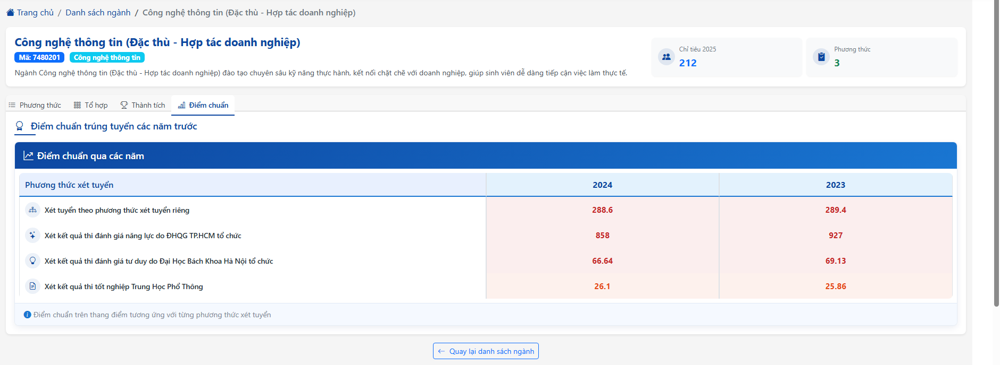 Trang chủ / Danh sách ngành / Công nghệ thông tin (Đặc thù - Hợp tác doanh nghiệp)
Công nghệ thông tin (Đặc thù - Hợp tác doanh nghiệp)
Mã: 7480201 Công nghệ thông tin
Ngành Công nghệ thông tin (Đặc thù - Hợp tác doanh nghiệp) đào tạo chuyên sâu kỹ năng thực hành, kết nối chặt chẽ với doanh nghiệp, giúp sinh viên dễ dàng tiếp cận việc làm thực tế.
Chỉ tiêu 2025
212
Phương thức
3
Phương thức Tổ hợp Thành tích Điểm chuẩn
Điểm chuẩn trúng tuyển các năm trước
Điểm chuẩn qua các năm
Phương thức xét tuyển 2024 2023
Xét tuyển theo phương thức xét tuyển riêng 288.6 289.4
Xét kết quả thi đánh giá năng lực do ĐHQG TP.HCM tổ chức 858 927
Xét kết quả thi đánh giá tư duy do Đại Học Bách Khoa Hà Nội tổ chức 66.64 69.13
Xét kết quả thi tốt nghiệp Trung Học Phổ Thông 26.1 25.86
Điểm chuẩn trên thang điểm tương ứng với từng phương thức xét tuyển
Quay lại danh sách ngành